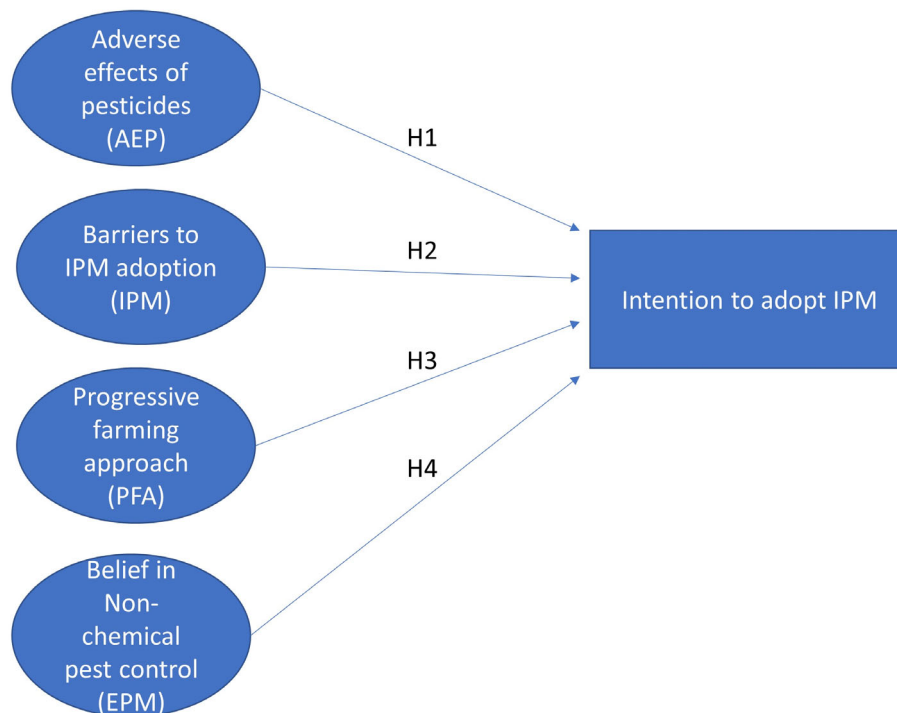 Adverse
effects of
pesticides
(AEP)
H1
Barriers to
IPM adoption
(IPM)
H2
Intention to adopt IPM
Progressive
farming
approach
(PFA)
H3
H4
Belief in
Non-
chemical
pest control
(EPM)